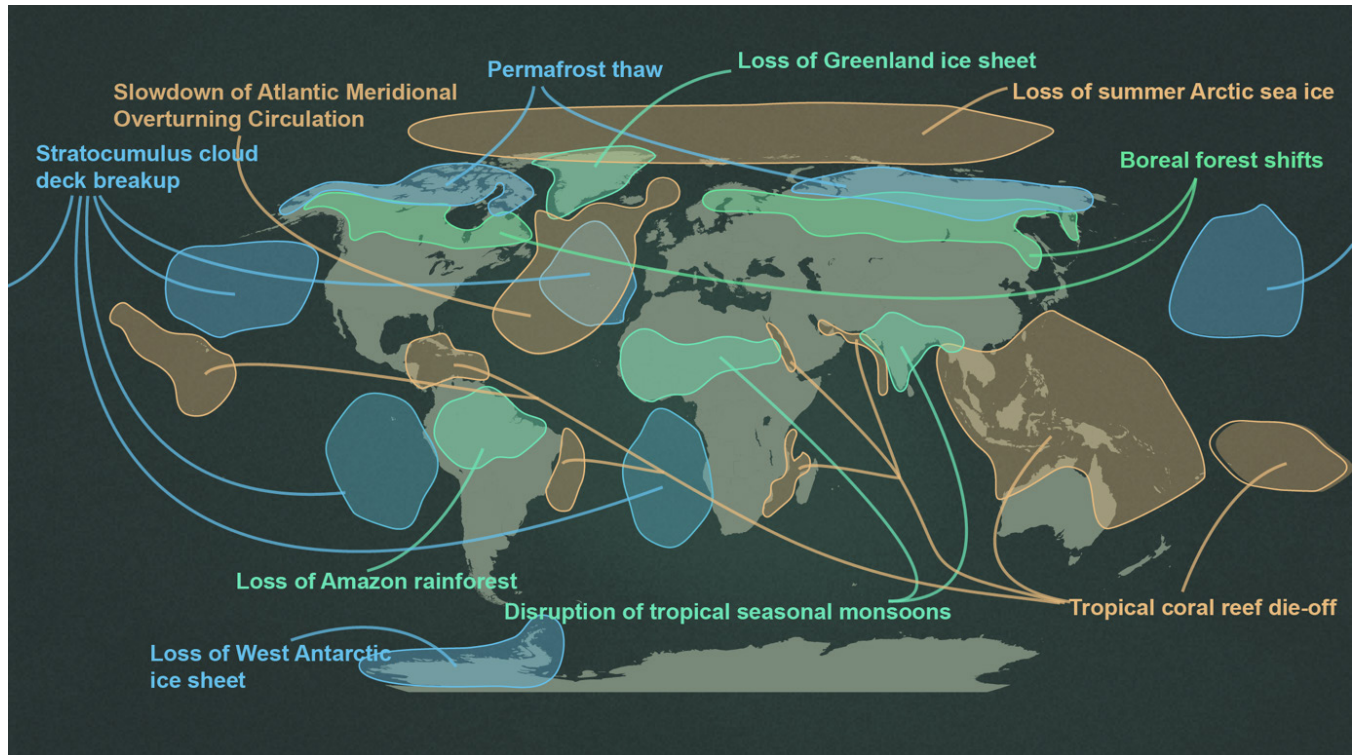 Loss of Greenland ice sheet
Permafrost thaw
Slowdown of Atlantic Meridional
Overturning Circulation
Loss of summer Arctic sea ice
Stratocumulus cloud
deck breakup
Boreal forest shifts
Loss of Amazon rainforest
Disruption of tropical seasonal monsoons
Tropical coral reef die-off
Loss of West Antarctic
ice sheet